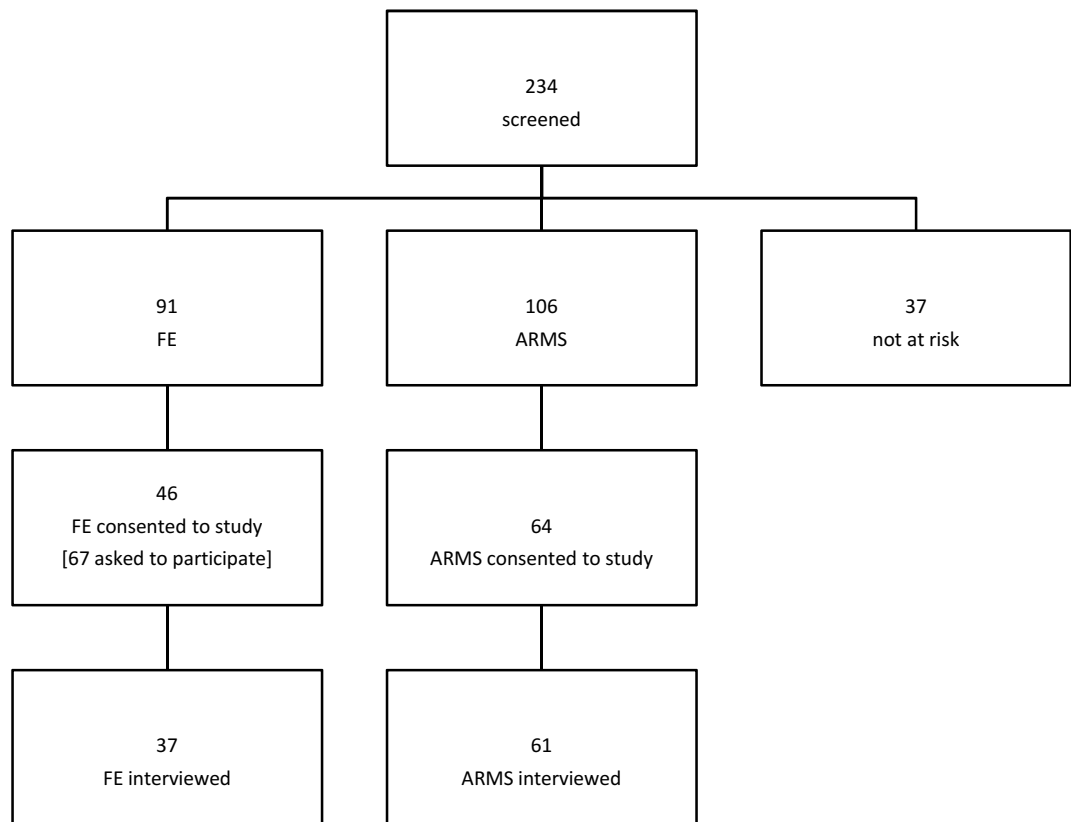 234
screened
91
FE
106
ARMS
37
not at risk
46
FE consented to study
[67 asked to participate]
64
ARMS consented to study
37
FE interviewed
61
ARMS interviewed